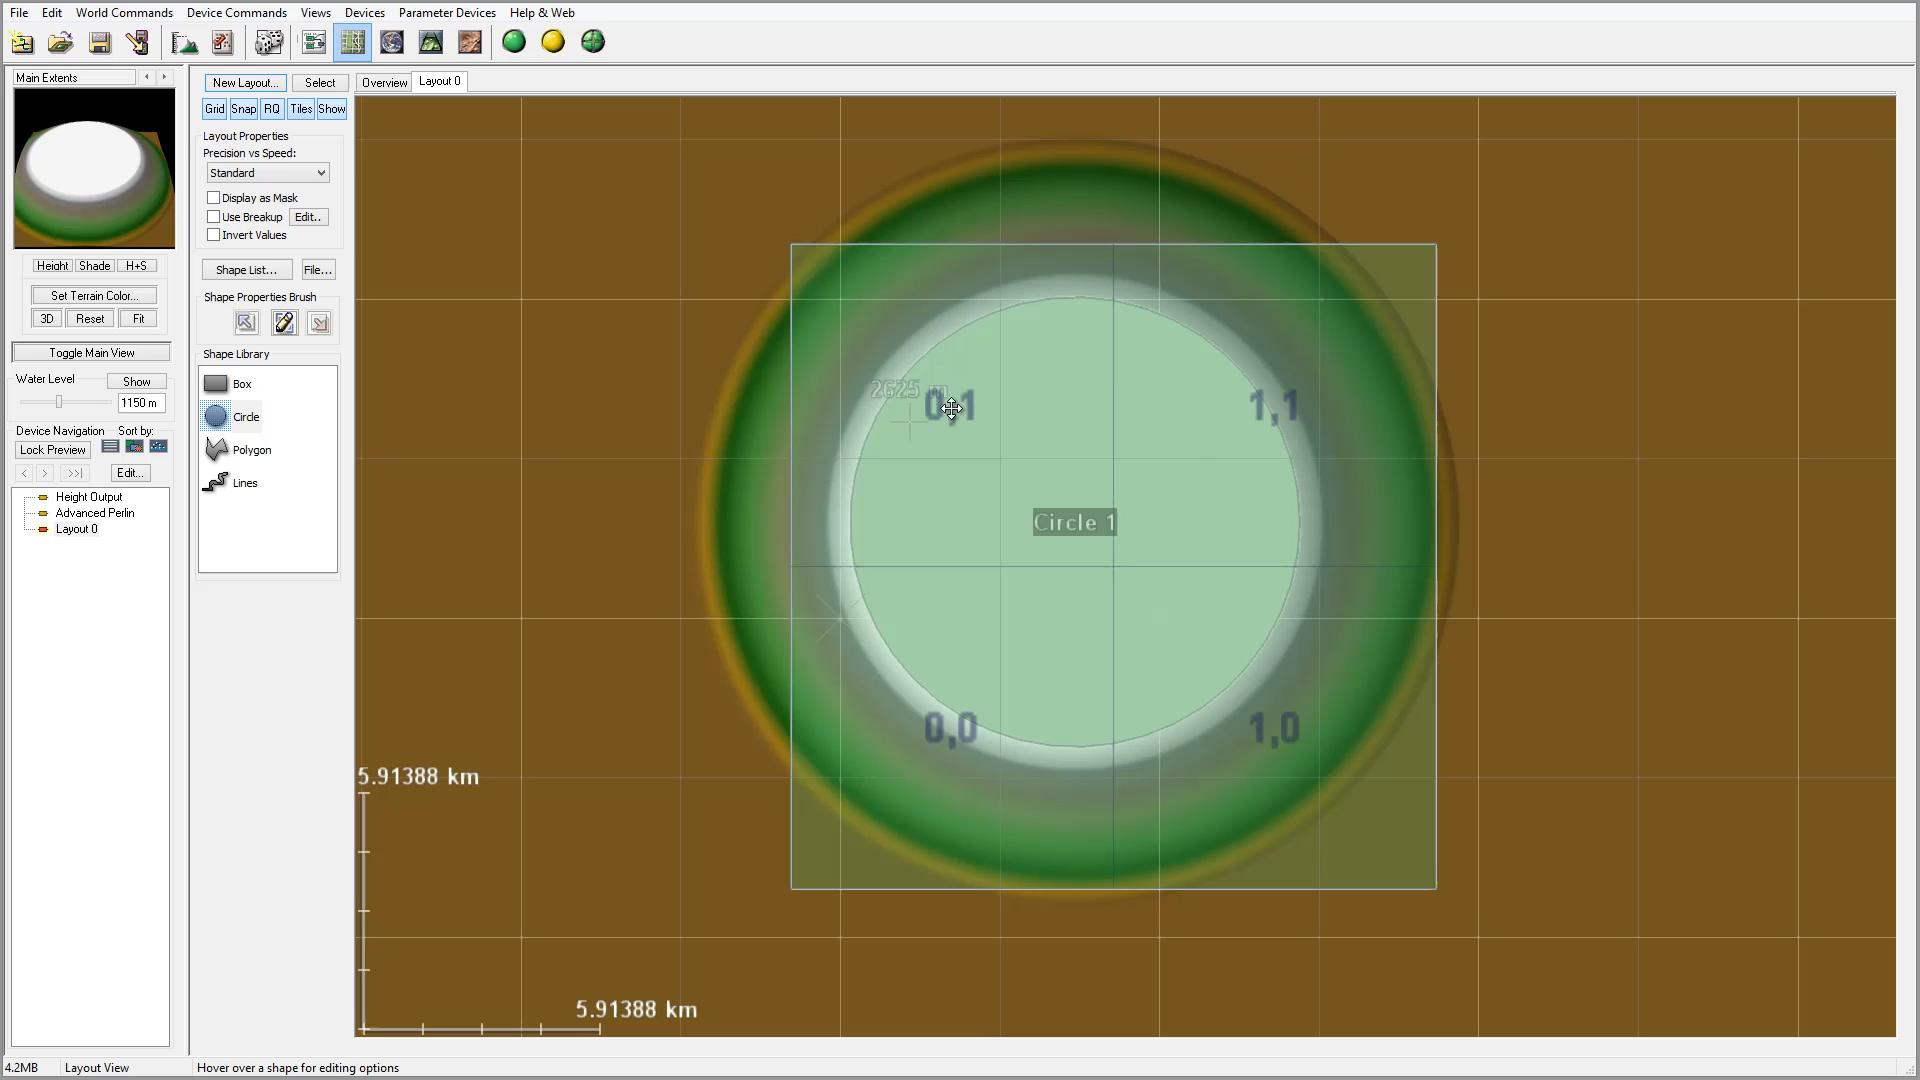 File Edit World Commands Device Commands Views Devices Parameter Devices Help & Web
Main Extents
New Layout... Select Overview Layout 0
Grid Snap RQ Tiles Show
Layout Properties
Precision vs Speed:
Standard
Display as Mask
Use Breakup Edit..
Invert Values
Height Shade H+S
Shape List... File...
Set Terrain Color...
Shape Properties Brush
3D Reset Fit
Toggle Main View
Shape Library
Water Level Show
Box
1150 m
Circle
2625 m
0,1
1,1
Device Navigation Sort by:
Lock Preview
Polygon
< > >>| Edit...
Lines
Height Output
Advanced Perlin
Layout 0
Circle 1
0,0
1,0
5.91388 km
5.91388 km
4.2MB Layout View Hover over a shape for editing options